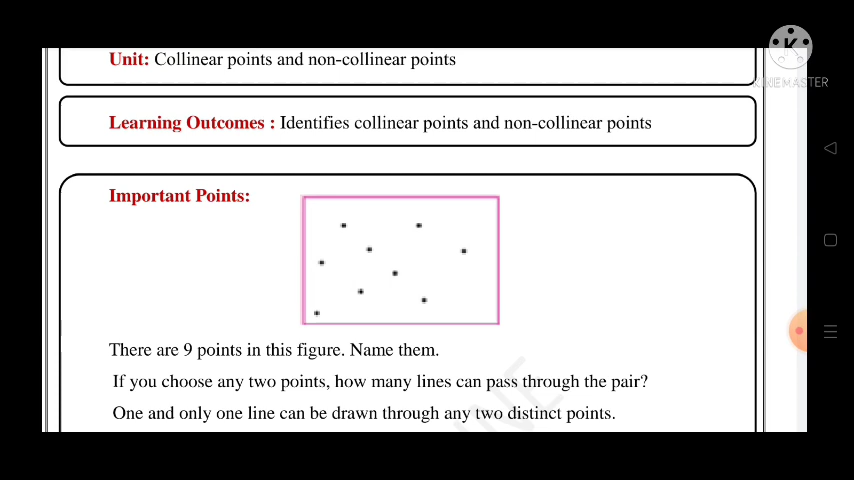 Unit: Collinear points and non-collinear points
KINEMASTER
Learning Outcomes : Identifies collinear points and non-collinear points
Important Points:
There are 9 points in this figure. Name them.
If you choose any two points, how many lines can pass through the pair?
One and only one line can be drawn through any two distinct points.